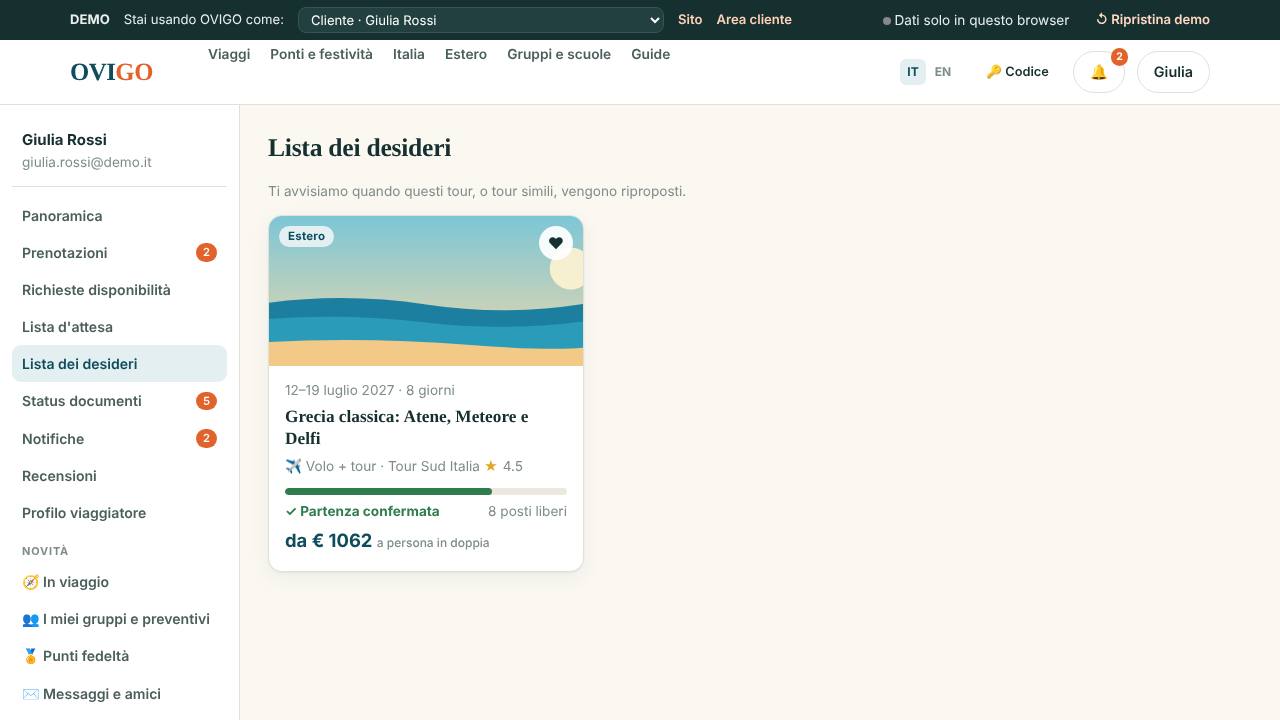 DEMO Stai usando OVIGO come: Cliente · Giulia Rossi Sito Area cliente Dati solo in questo browser Ripristina demo
OVIGO Viaggi Ponti e festività Italia Estero Gruppi e scuole Guide IT EN Codice 2 Giulia
Giulia Rossi
giulia.rossi@demo.it
Panoramica
Prenotazioni 2
Richieste disponibilità
Lista d'attesa
Lista dei desideri
Status documenti 5
Notifiche 2
Recensioni
Profilo viaggiatore
NOVITÀ
In viaggio
I miei gruppi e preventivi
Punti fedeltà
Messaggi e amici
Lista dei desideri
Ti avvisiamo quando questi tour, o tour simili, vengono riproposti.
Estero
12–19 luglio 2027 · 8 giorni
Grecia classica: Atene, Meteore e
Delfi
Volo + tour · Tour Sud Italia ★ 4.5
✓ Partenza confermata 8 posti liberi
da € 1062 a persona in doppia